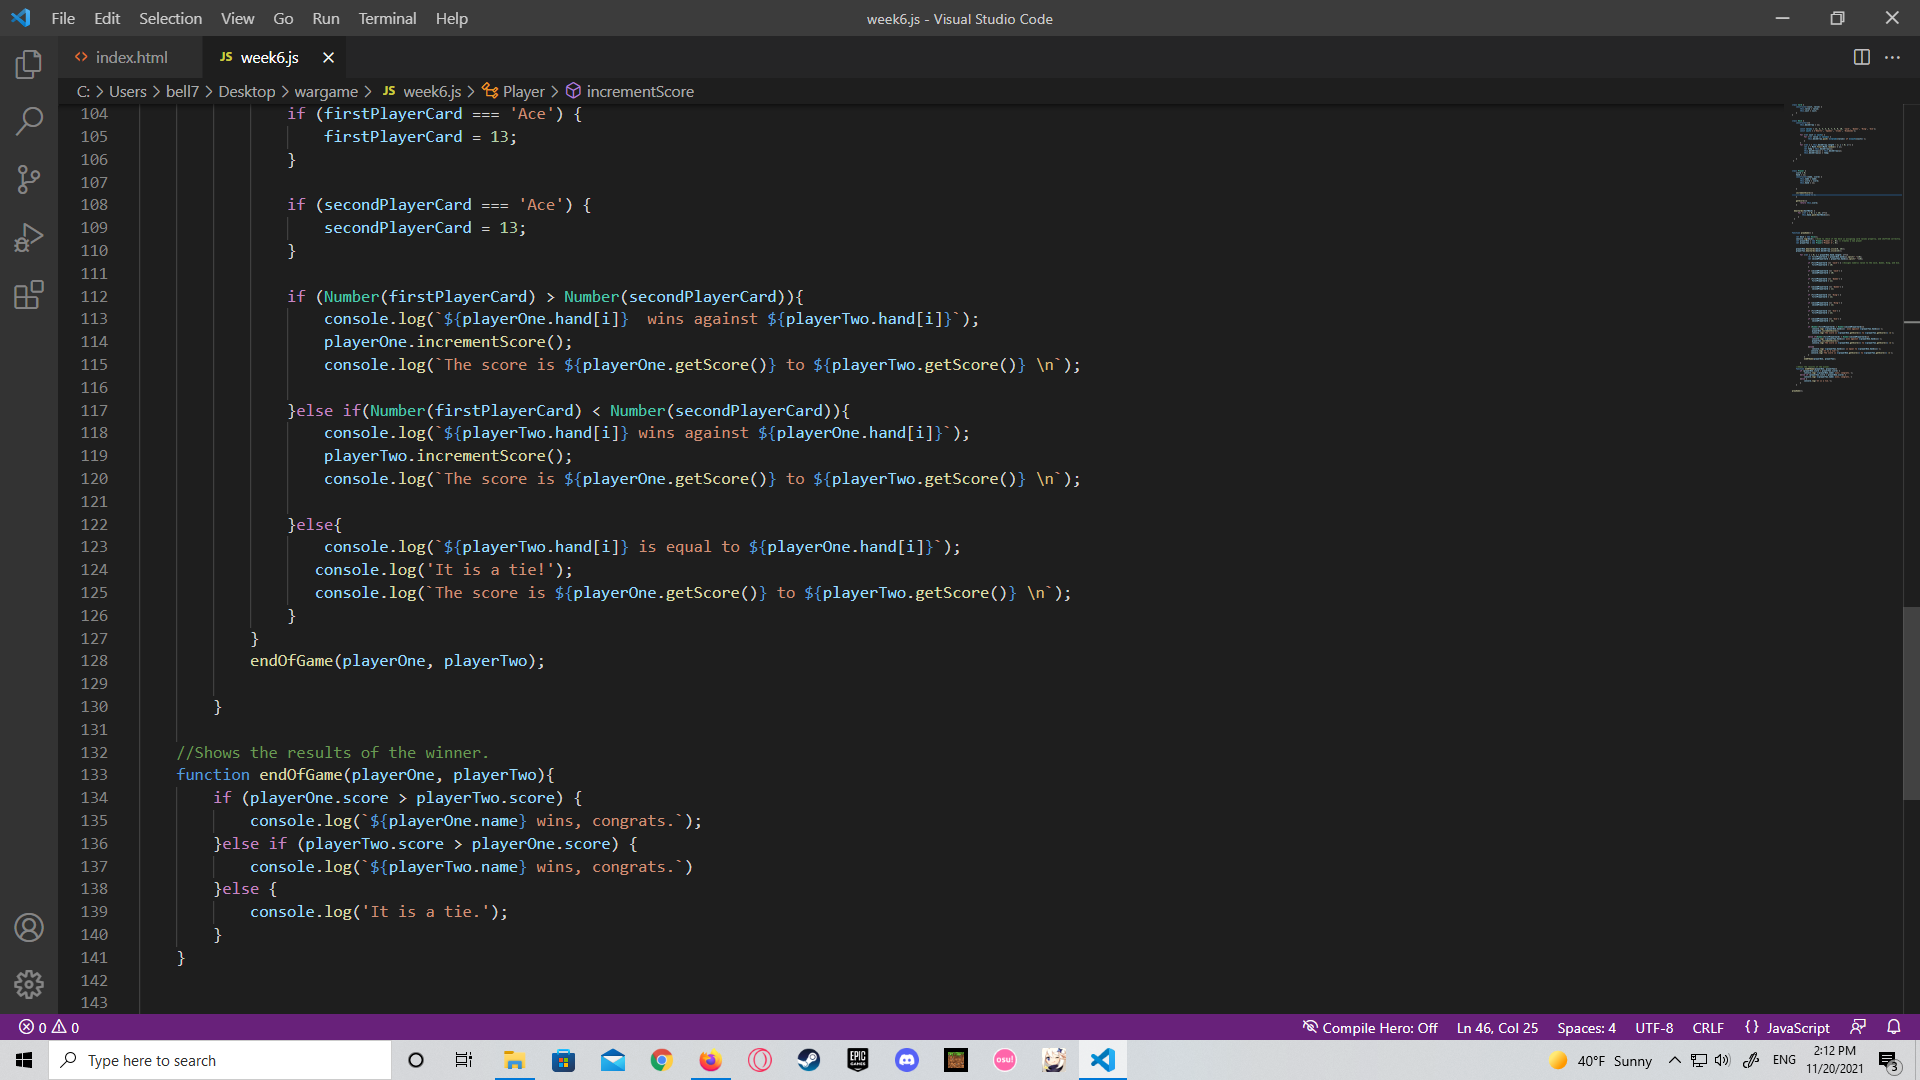 File Edit Selection View Go Run Terminal Help
week6.js - Visual Studio Code
<> index.html
JS week6.js
C: > Users > bell7 > Desktop > wargame > JS week6.js > Player > incrementScore
104 if (firstPlayerCard === 'Ace') {
105 firstPlayerCard = 13;
106 }
107
108 if (secondPlayerCard === 'Ace') {
109 secondPlayerCard = 13;
110 }
111
112 if (Number(firstPlayerCard) > Number(secondPlayerCard)){
113 console.log(`${playerOne.hand[i]}  wins against ${playerTwo.hand[i]}`);
114 playerOne.incrementScore();
115 console.log(`The score is ${playerOne.getScore()} to ${playerTwo.getScore()} \n`);
116
117 }else if(Number(firstPlayerCard) < Number(secondPlayerCard)){
118 console.log(`${playerTwo.hand[i]} wins against ${playerOne.hand[i]}`);
119 playerTwo.incrementScore();
120 console.log(`The score is ${playerOne.getScore()} to ${playerTwo.getScore()} \n`);
121
122 }else{
123 console.log(`${playerTwo.hand[i]} is equal to ${playerOne.hand[i]}`);
124 console.log('It is a tie!');
125 console.log(`The score is ${playerOne.getScore()} to ${playerTwo.getScore()} \n`);
126 }
127 }
128 endOfGame(playerOne, playerTwo);
129
130 }
131
132 //Shows the results of the winner.
133 function endOfGame(playerOne, playerTwo){
134 if (playerOne.score > playerTwo.score) {
135 console.log(`${playerOne.name} wins, congrats.`);
136 }else if (playerTwo.score > playerOne.score) {
137 console.log(`${playerTwo.name} wins, congrats.`)
138 }else {
139 console.log('It is a tie.');
140 }
141 }
142
143
0 0
Compile Hero: Off Ln 46, Col 25 Spaces: 4 UTF-8 CRLF {} JavaScript
Type here to search
EPIC GAMES
osu!
40°F Sunny
ENG
2:12 PM
11/20/2021
3